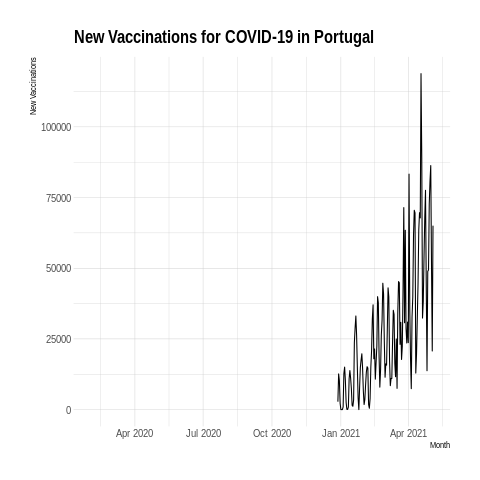 New Vaccinations for COVID-19 in Portugal
New Vaccinations
100000
75000
50000
25000
0
Apr 2020 Jul 2020 Oct 2020 Jan 2021 Apr 2021
Month